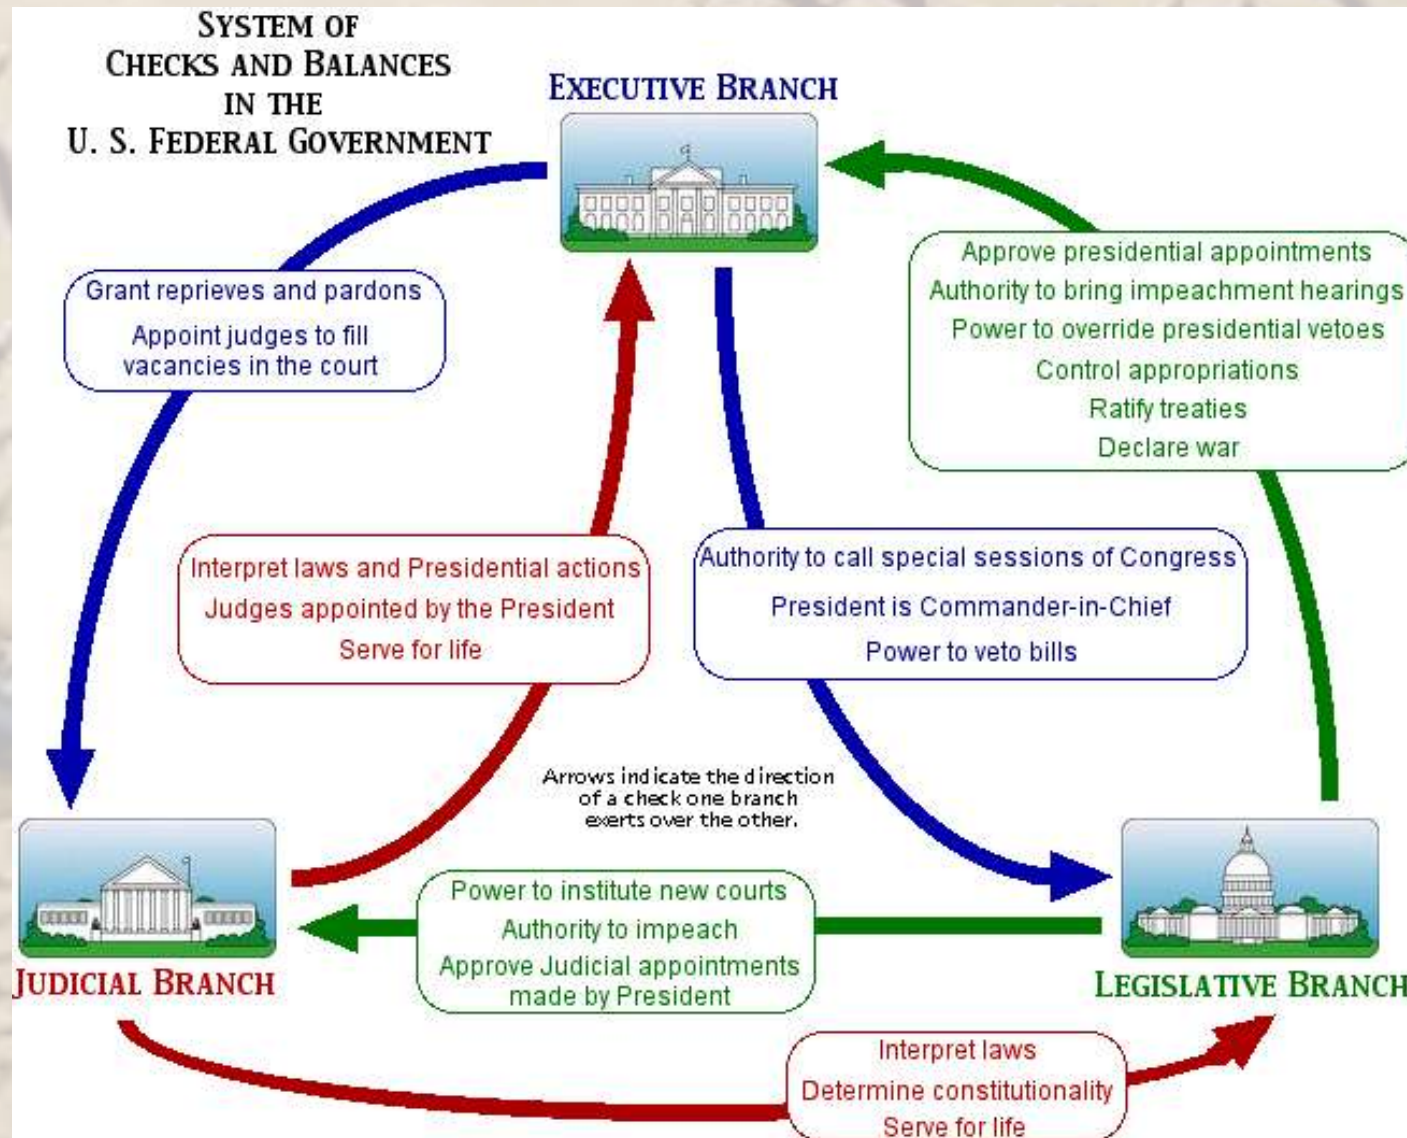 SYSTEM OF
CHECKS AND BALANCES
IN THE
U. S. FEDERAL GOVERNMENT
EXECUTIVE BRANCH
Grant reprieves and pardons
Appoint judges to fill
vacancies in the court
Approve presidential appointments
Authority to bring impeachment hearings
Power to override presidential vetoes
Control appropriations
Ratify treaties
Declare war
Interpret laws and Presidential actions
Judges appointed by the President
Serve for life
Authority to call special sessions of Congress
President is Commander-in-Chief
Power to veto bills
Arrows indicate the direction
of a check one branch
exerts over the other.
Power to institute new courts
Authority to impeach
Approve Judicial appointments
made by President
JUDICIAL BRANCH
LEGISLATIVE BRANCH
Interpret laws
Determine constitutionality
Serve for life